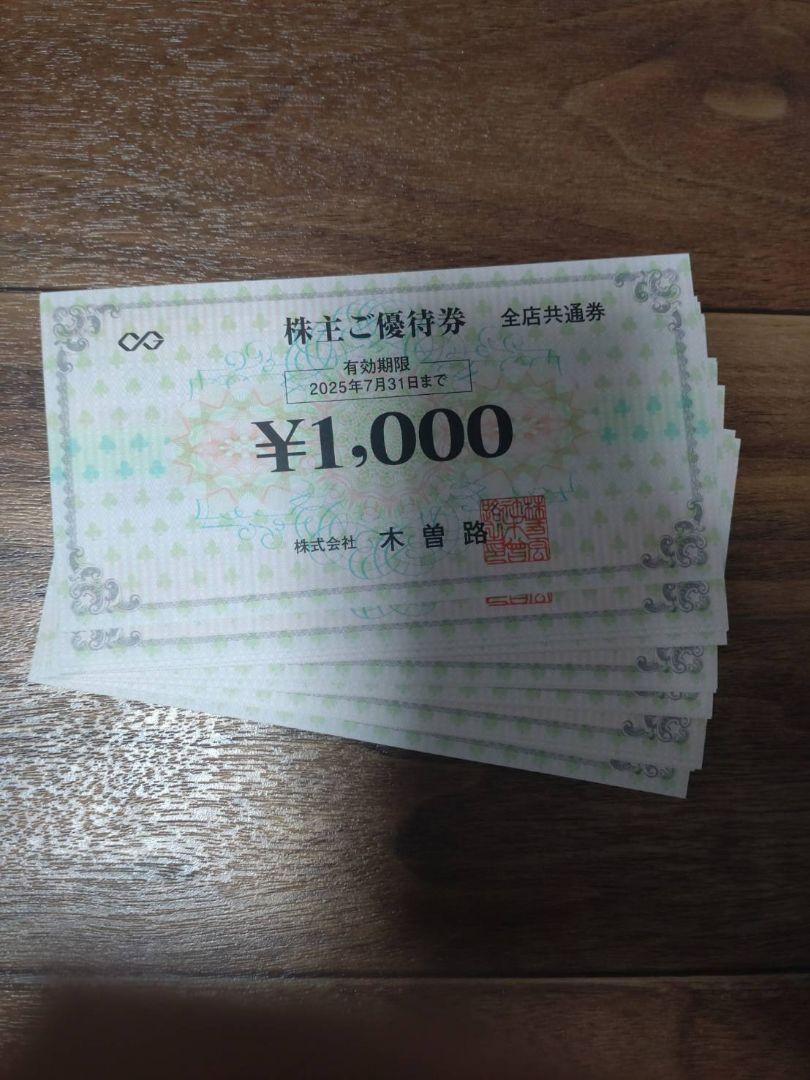 株主ご優待券 全店共通券
有効期限
2025年7月31日まで
¥1,000
株式会社 木曽路